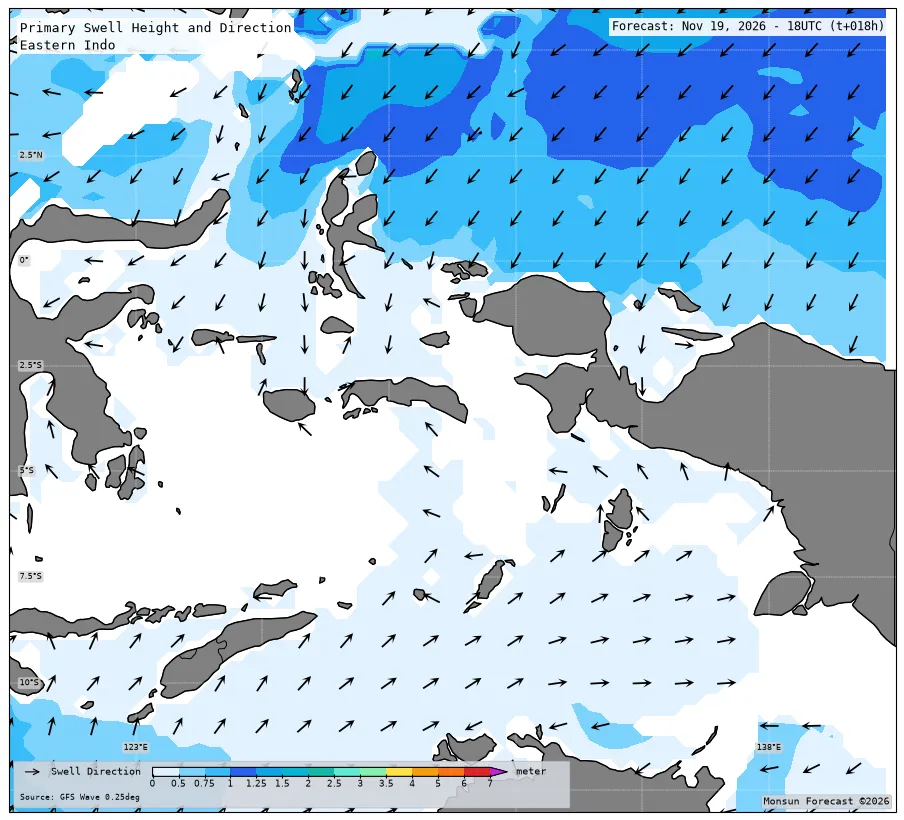 Primary Swell Height and Direction
Eastern Indo
Forecast: Nov 19, 2026 - 18UTC (t+018h)
2.5°N
0°
2.5°S
5°S
7.5°S
10°S
123°E
138°E
Swell Direction
0 0.5 0.75 1 1.25 1.5 2 2.5 3 3.5 4 5 6 7
meter
Source: GFS Wave 0.25deg
Monsun Forecast ©2026